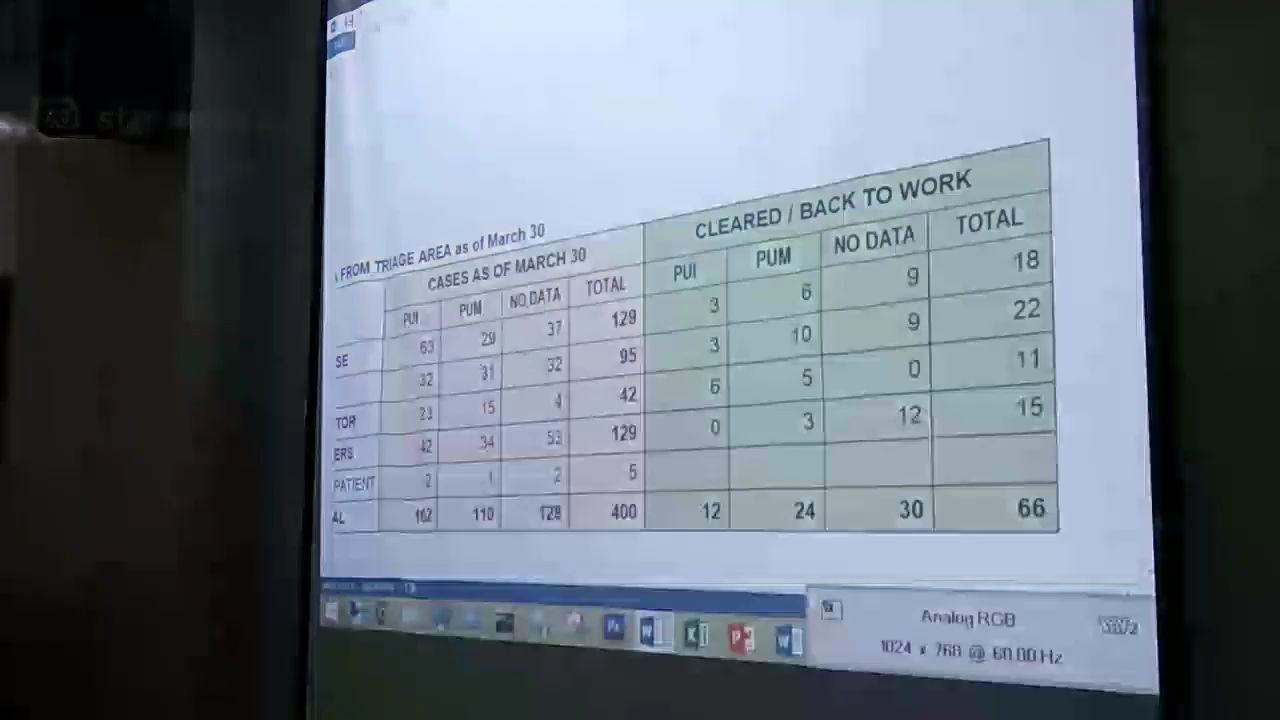 FROM TRIAGE AREA as of March 30
CASES AS OF MARCH 30 CLEARED / BACK TO WORK
PUI PUM NO DATA TOTAL PUI PUM NO DATA TOTAL
SE 63 29 37 129 3 6 9 18
32 31 32 95 3 10 9 22
TOR 23 15 4 42 6 5 0 11
ERS 42 34 53 129 0 3 12 15
PATIENT 2 1 2 5
AL 162 110 128 400 12 24 30 66
Analog RGB
1024 x 768 @ 60.00 Hz